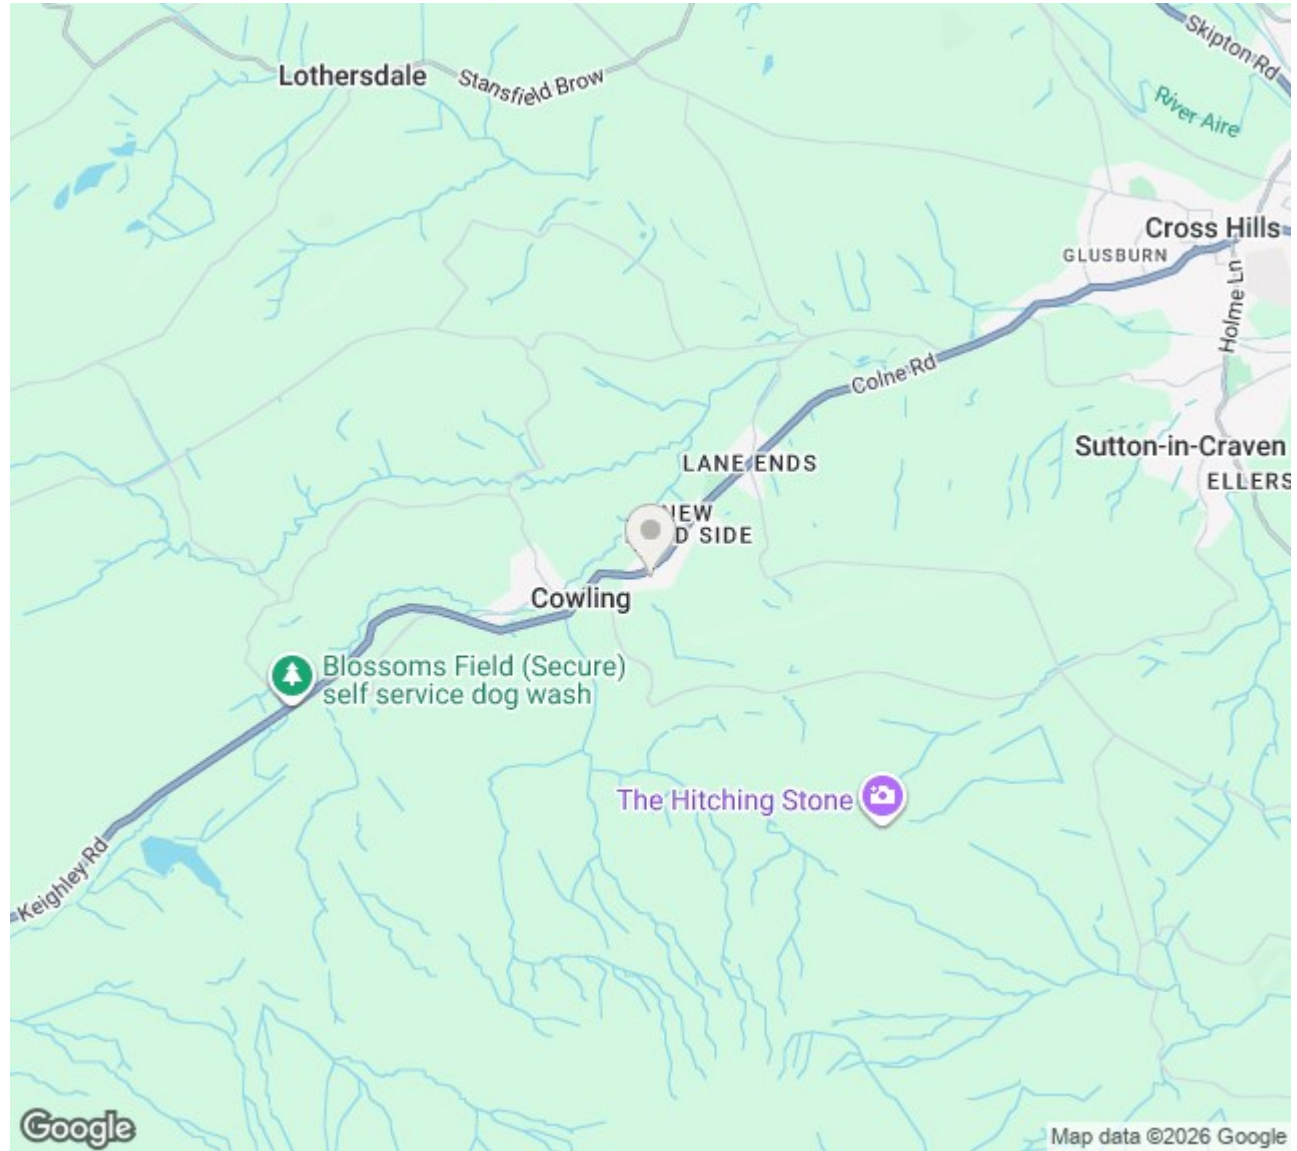 Skipton Rd
Lothersdale
Stansfield Brow
River Aire
Cross Hills
GLUSBURN
Holme Ln
Colne Rd
Sutton-in-Craven
LANE ENDS
ELLERS
NEW
D SIDE
Cowling
Blossoms Field (Secure)
self service dog wash
The Hitching Stone
Keighley Rd
Google
Map data ©2026 Google